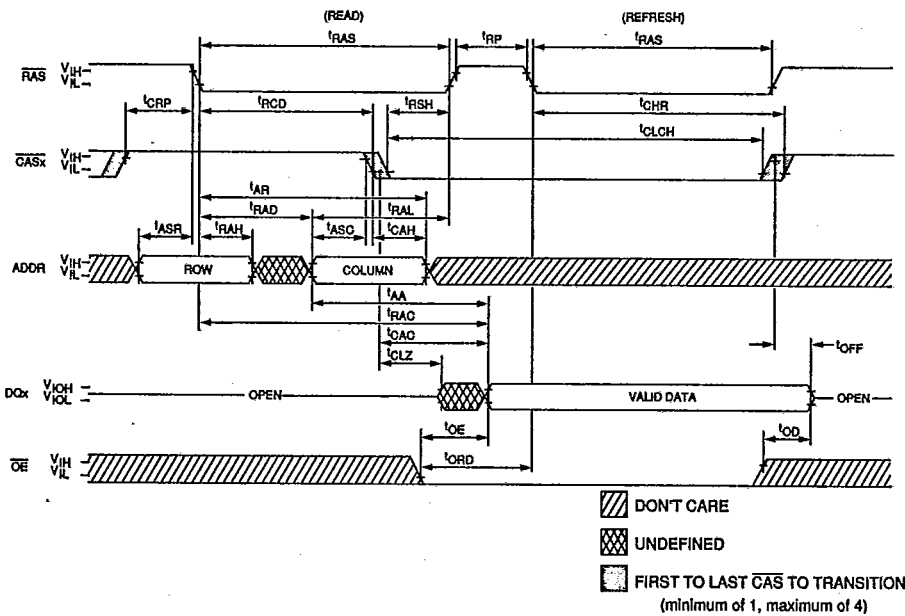 (READ) (REFRESH)
tRAS tRP tRAS
RAS VIH
VIL
tCRP tRCD tRSH tCHR
tCLCH
CASx VIH
VIL
tAR
tRAD tRAL
tASR tRAH tASC tCAH
ADDR VIH
VIL
ROW COLUMN
tAA
tRAC
tCAC
tCLZ tOFF
DQx VIOH
VIOL
OPEN VALID DATA OPEN
tOE tOD
tORD
OE VIH
VIL
DON'T CARE
UNDEFINED
FIRST TO LAST CAS TO TRANSITION
(minimum of 1, maximum of 4)